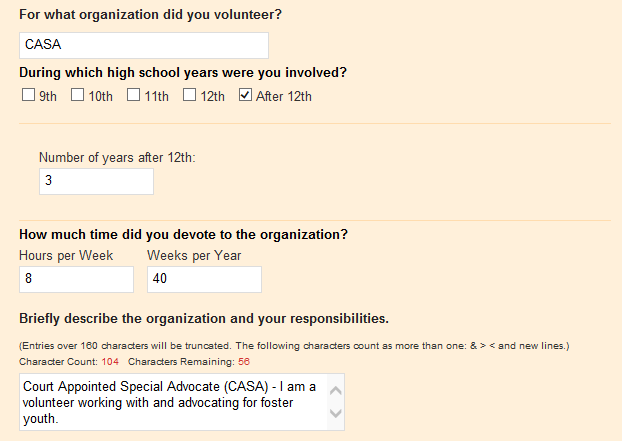 For what organization did you volunteer?
CASA
During which high school years were you involved?
9th 10th 11th 12th After 12th
Number of years after 12th:
3
How much time did you devote to the organization?
Hours per Week Weeks per Year
8 40
Briefly describe the organization and your responsibilities.
(Entries over 160 characters will be truncated. The following characters count as more than one: & > < and new lines.)
Character Count: 104 Characters Remaining: 56
Court Appointed Special Advocate (CASA) - I am a
volunteer working with and advocating for foster
youth.